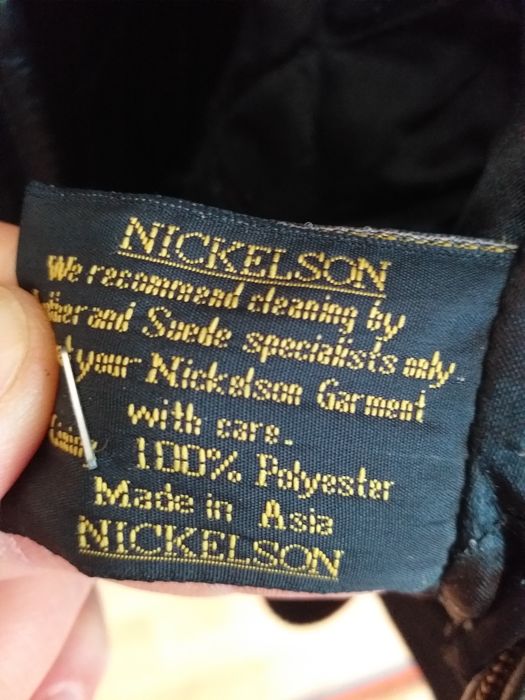 NICKELSON
We recommend cleaning by
and Suede specialists only
your Nickelson Garment
with care.
Lining 100% Polyester
Made in Asia
NICKELSON